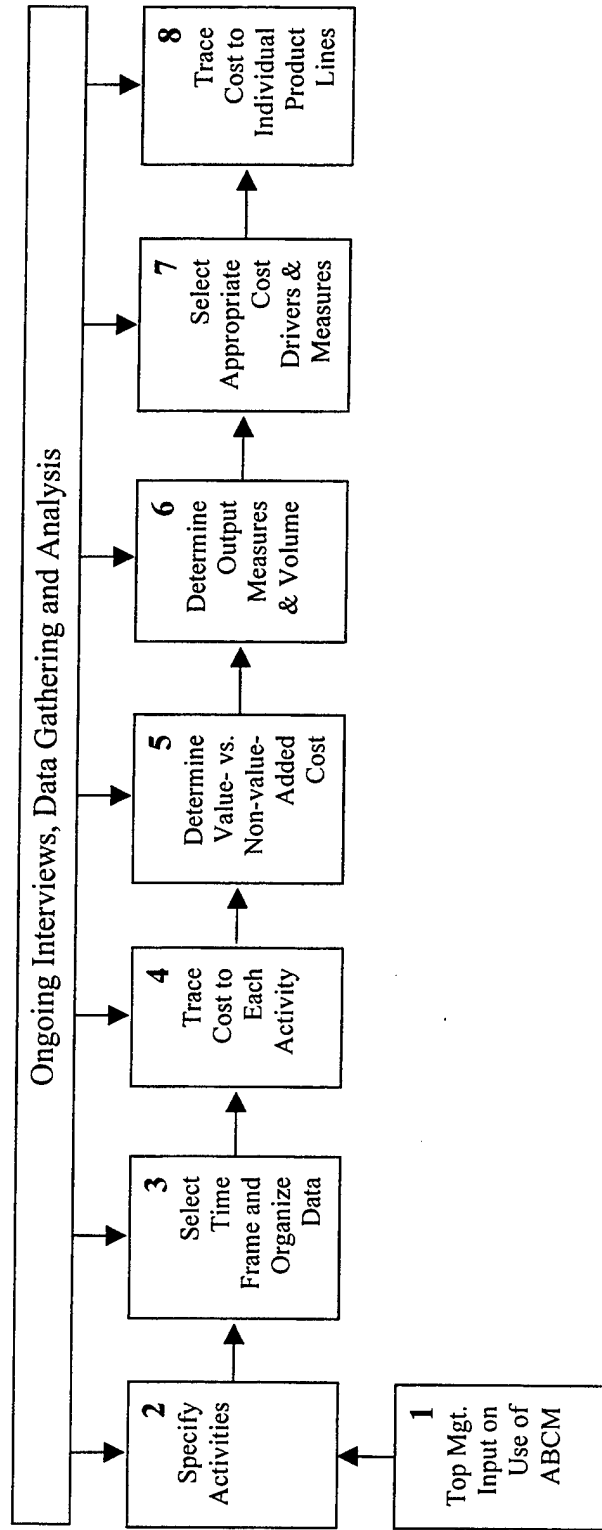 Ongoing Interviews, Data Gathering and Analysis
1
Top Mgt.
Input on
Use of
ABCM
2
Specify
Activities
3
Select
Time
Frame and
Organize
Data
4
Trace
Cost to
Each
Activity
5
Determine
Value- vs.
Non-value-
Added
Cost
6
Determine
Output
Measures
& Volume
7
Select
Appropriate
Cost
Drivers &
Measures
8
Trace
Cost to
Individual
Product
Lines